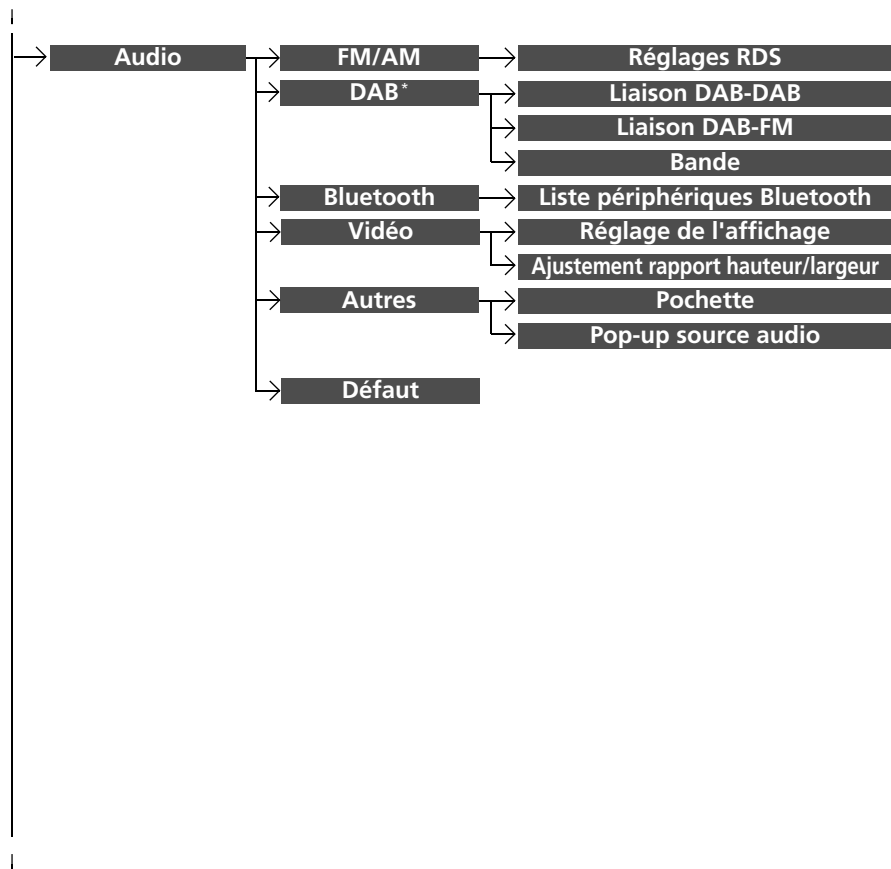 Audio
FM/AM
Réglages RDS
DAB*
Liaison DAB-DAB
Liaison DAB-FM
Bande
Bluetooth
Liste périphériques Bluetooth
Vidéo
Réglage de l'affichage
Ajustement rapport hauteur/largeur
Autres
Pochette
Pop-up source audio
Défaut